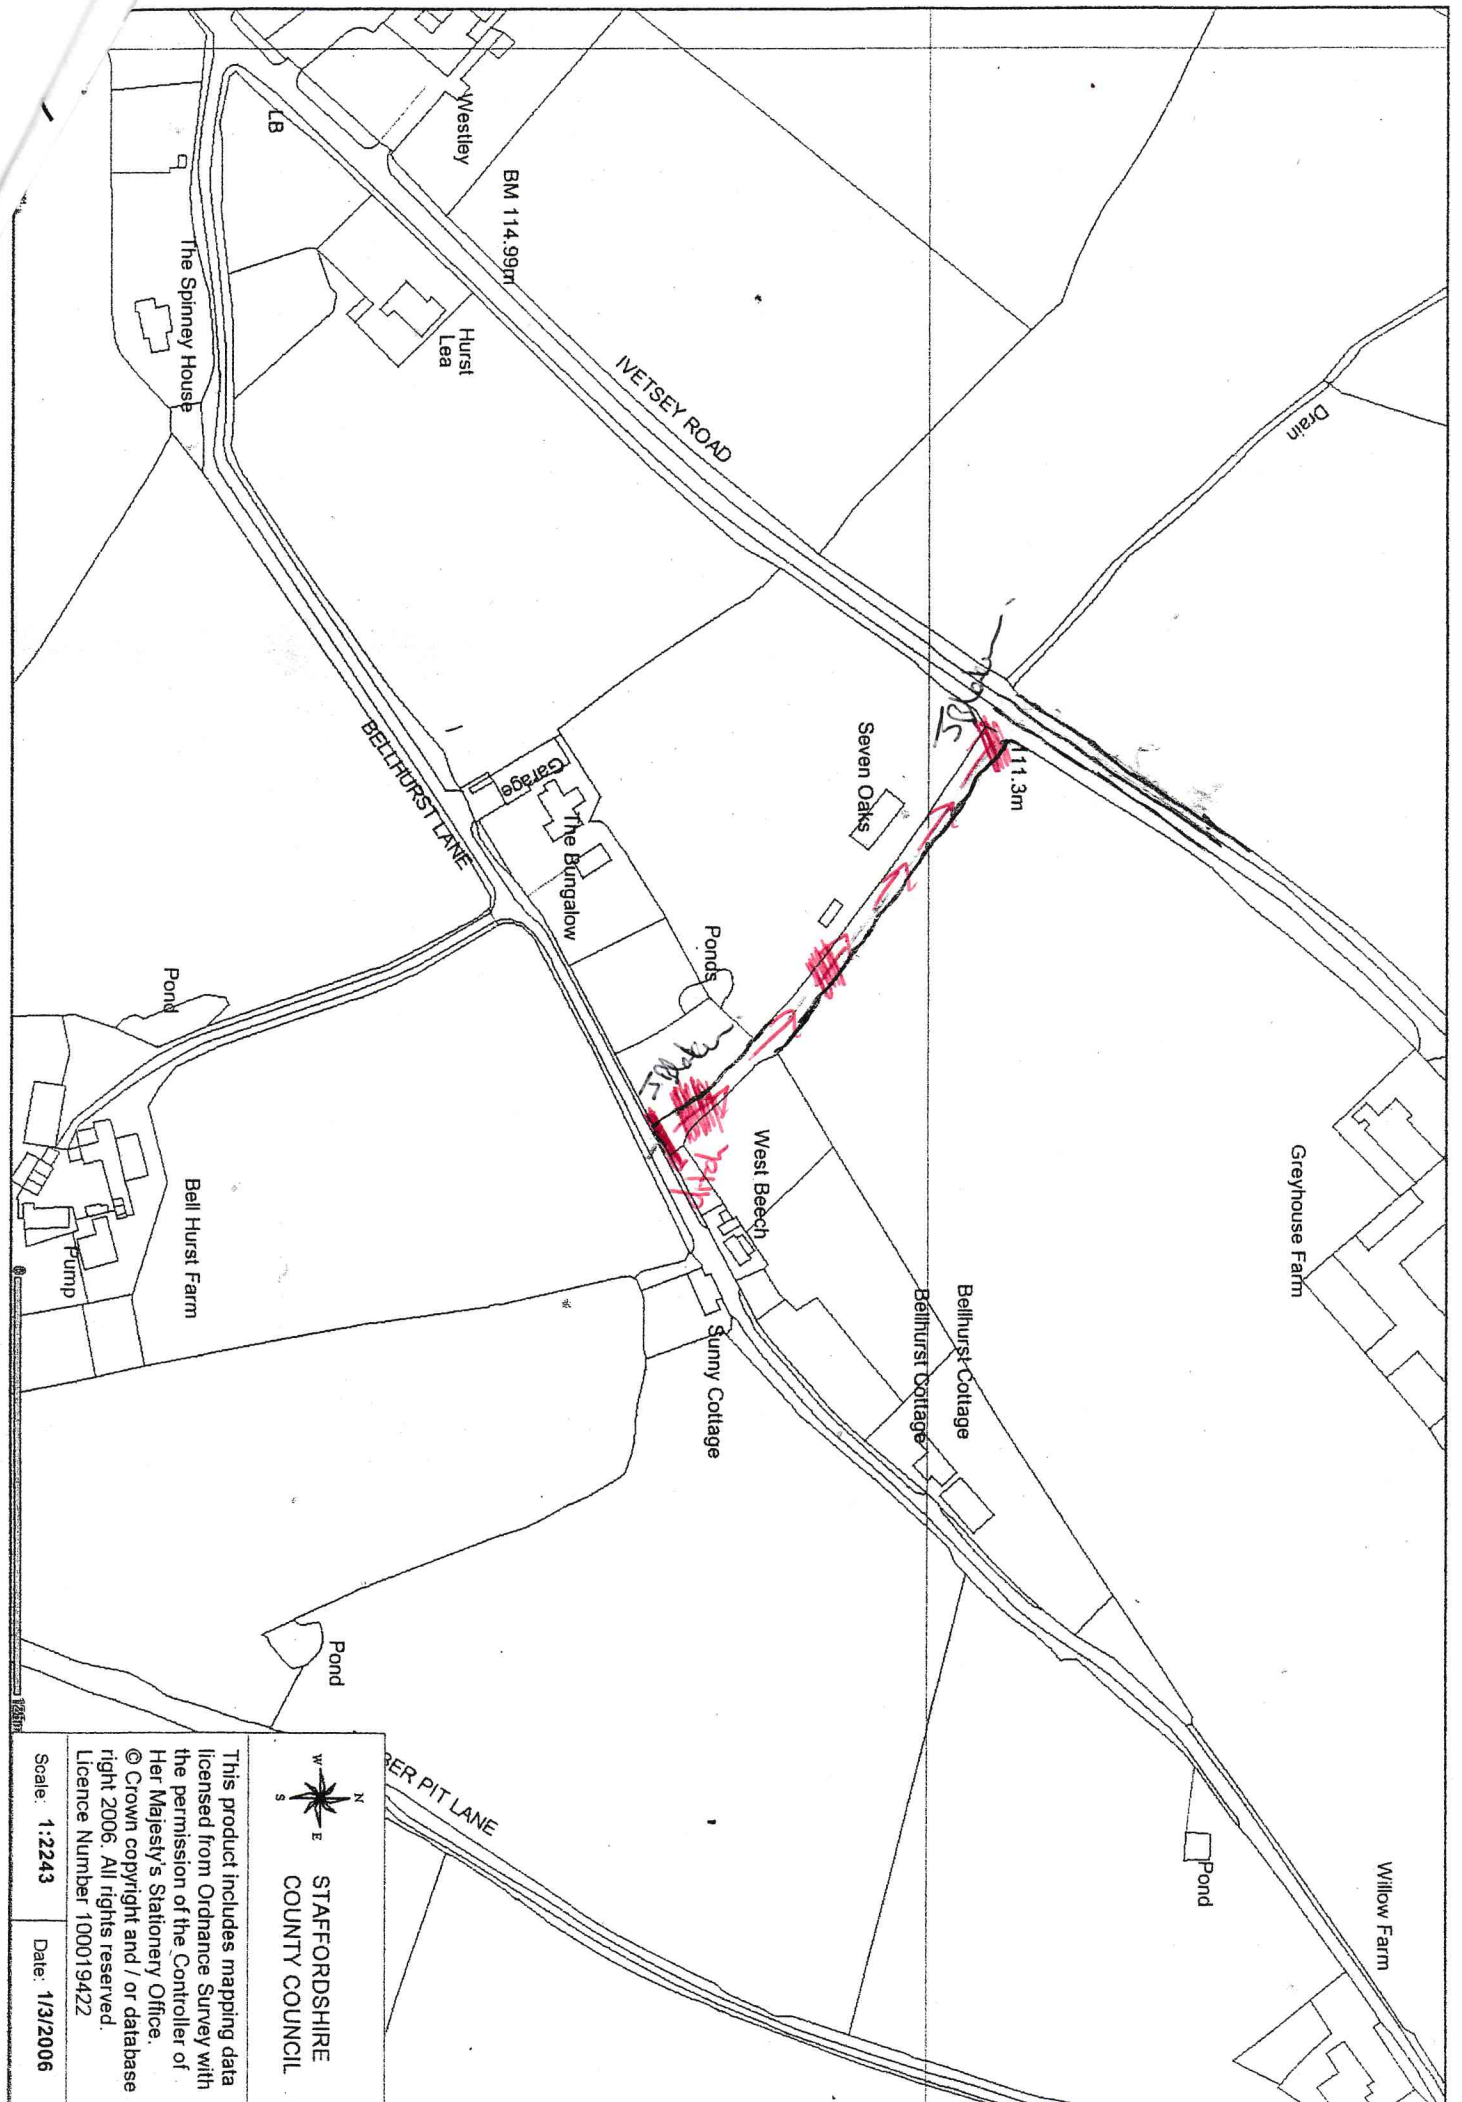 Westley
LB
BM 114.99m
The Spinney House
Hurst
Lea
IVETSEY ROAD
Drain
BELLHURST LANE
Garage
The Bungalow
Seven Oaks
11.3m
Ponds
Pond
West Beech
Greyhouse Farm
Bell Hurst Farm
Pump
Sunny Cottage
Bellhurst Cottage
Bellhurst Cottage
Pond
BER PIT LANE
Pond
Willow Farm
0
N
W
E
S
STAFFORDSHIRE
COUNTY COUNCIL
This product includes mapping data
licensed from Ordnance Survey with
the permission of the Controller of
Her Majesty's Stationery Office.
© Crown copyright and / or database
right 2006. All rights reserved.
Licence Number 100019422
Scale: 1:2243
Date: 1/3/2006